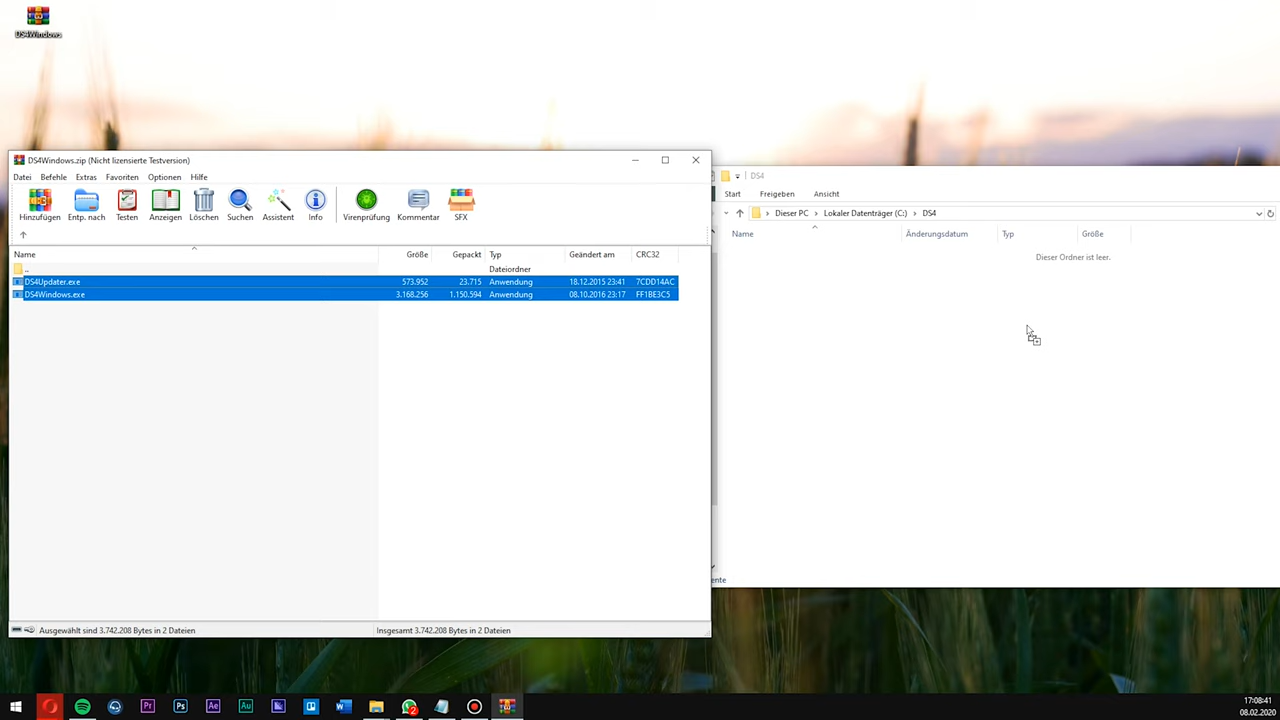 DS4Windows
DS4Windows.zip (Nicht lizensierte Testversion)
Datei Befehle Extras Favoriten Optionen Hilfe
Hinzufügen Entp. nach Testen Anzeigen Löschen Suchen Assistent Info Virenprüfung Kommentar SFX
Name Größe Gepackt Typ Geändert am CRC32
.. Dateiordner
DS4Updater.exe 573.952 23.715 Anwendung 18.12.2015 23:41 7CDD14AC
DS4Windows.exe 3.168.256 1.150.594 Anwendung 08.10.2016 23:17 FF1BE3C5
Ausgewählt sind 3.742.208 Bytes in 2 Dateien Insgesamt 3.742.208 Bytes in 2 Dateien
DS4
Start Freigeben Ansicht
Dieser PC Lokaler Datenträger (C:) DS4
Name Änderungsdatum Typ Größe
Dieser Ordner ist leer.
ente
Pr Ps Ae Au W
17:08:41
08.02.2020